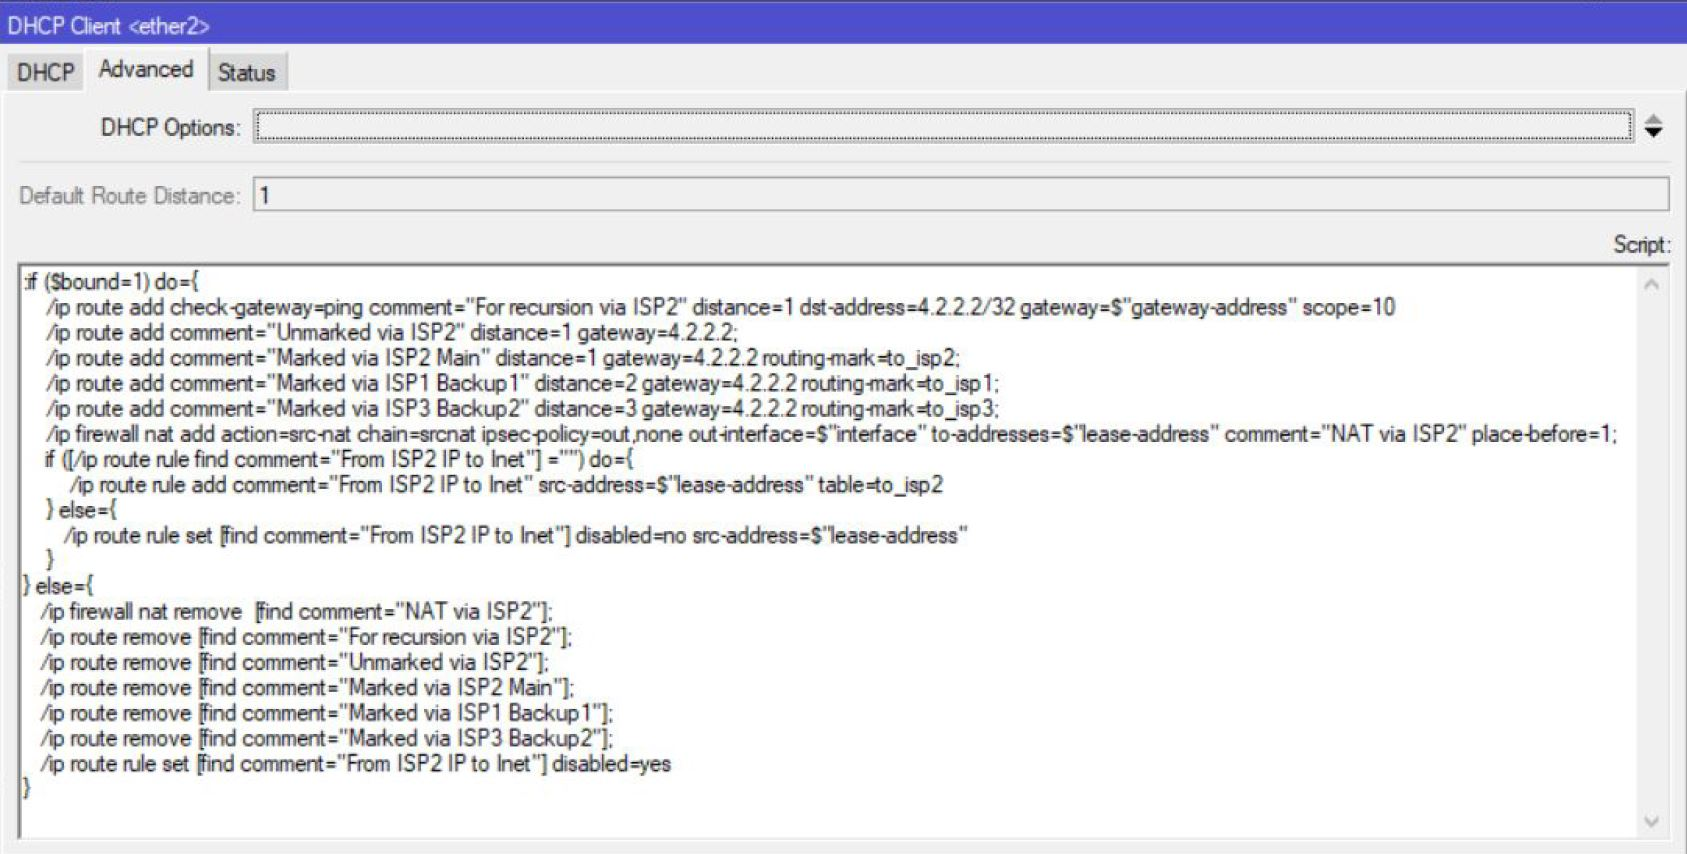 DHCP Client <ether2>
DHCP Advanced Status
DHCP Options:
Default Route Distance: 1
Script:
:if ($bound=1) do={
/ip route add check-gateway=ping comment="For recursion via ISP2" distance=1 dst-address=4.2.2.2/32 gateway=$"gateway-address" scope=10
/ip route add comment="Unmarked via ISP2" distance=1 gateway=4.2.2.2;
/ip route add comment="Marked via ISP2 Main" distance=1 gateway=4.2.2.2 routing-mark=to_isp2;
/ip route add comment="Marked via ISP1 Backup1" distance=2 gateway=4.2.2.2 routing-mark=to_isp1;
/ip route add comment="Marked via ISP3 Backup2" distance=3 gateway=4.2.2.2 routing-mark=to_isp3;
/ip firewall nat add action=src-nat chain=srcnat ipsec-policy=out,none out-interface=$"interface" to-addresses=$"lease-address" comment="NAT via ISP2" place-before=1;
if ([/ip route rule find comment="From ISP2 IP to Inet"] ="") do={
/ip route rule add comment="From ISP2 IP to Inet" src-address=$"lease-address" table=to_isp2
} else={
/ip route rule set [find comment="From ISP2 IP to Inet"] disabled=no src-address=$"lease-address"
}
} else={
/ip firewall nat remove  [find comment="NAT via ISP2"];
/ip route remove [find comment="For recursion via ISP2"];
/ip route remove [find comment="Unmarked via ISP2"];
/ip route remove [find comment="Marked via ISP2 Main"];
/ip route remove [find comment="Marked via ISP1 Backup1"];
/ip route remove [find comment="Marked via ISP3 Backup2"];
/ip route rule set [find comment="From ISP2 IP to Inet"] disabled=yes
}